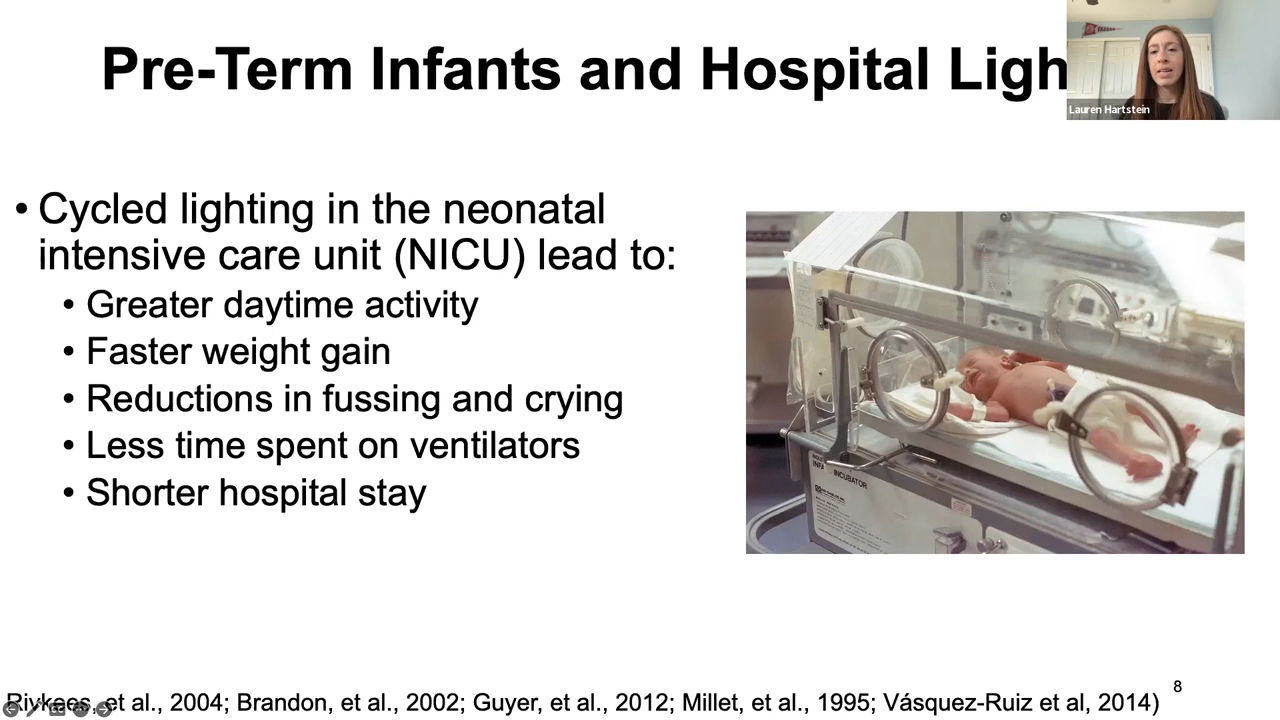 Pre-Term Infants and Hospital Ligh
Lauren Hartstein
• Cycled lighting in the neonatal
intensive care unit (NICU) lead to:
• Greater daytime activity
• Faster weight gain
• Reductions in fussing and crying
• Less time spent on ventilators
• Shorter hospital stay
INCUBATOR
8
Rivkees, et al., 2004; Brandon, et al., 2002; Guyer, et al., 2012; Millet, et al., 1995; Vásquez-Ruiz et al, 2014)